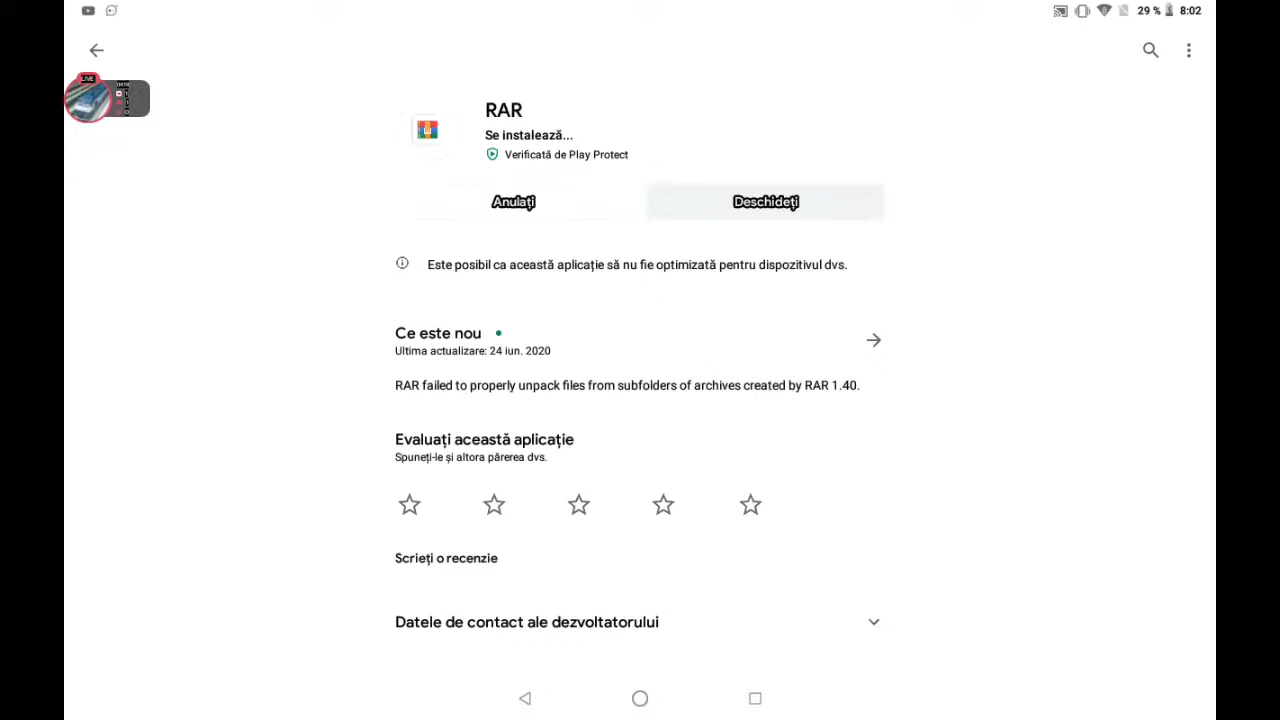 29 % 8:02
LIVE
RAR
Se instalează...
Verificată de Play Protect
Anulați
Deschideți
Este posibil ca această aplicație să nu fie optimizată pentru dispozitivul dvs.
Ce este nou
Ultima actualizare: 24 iun. 2020
RAR failed to properly unpack files from subfolders of archives created by RAR 1.40.
Evaluați această aplicație
Spuneți-le și altora părerea dvs.
Scrieți o recenzie
Datele de contact ale dezvoltatorului